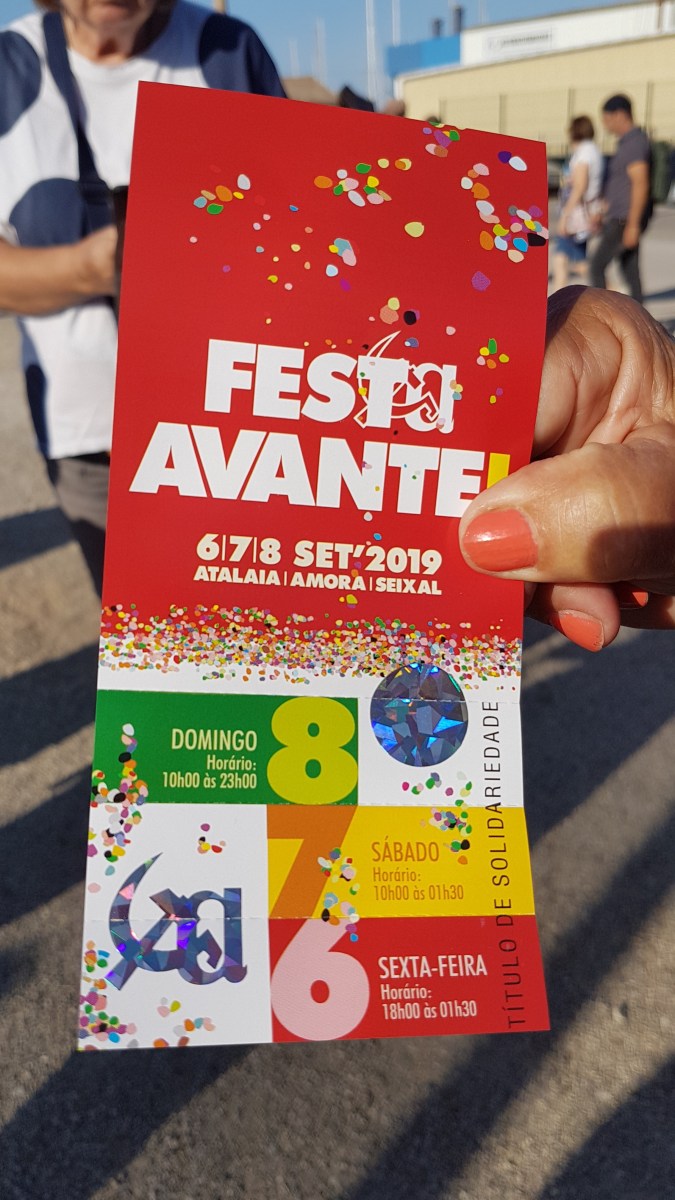 FESTA
AVANTE!
6|7|8 SET'2019
ATALAIA|AMORA|SEIXAL
DOMINGO
Horário:
10h00 às 23h00
8
7
SÁBADO
Horário:
10h00 às 01h30
6
SEXTA-FEIRA
Horário:
18h00 às 01h30
TÍTULO DE SOLIDARIEDADE